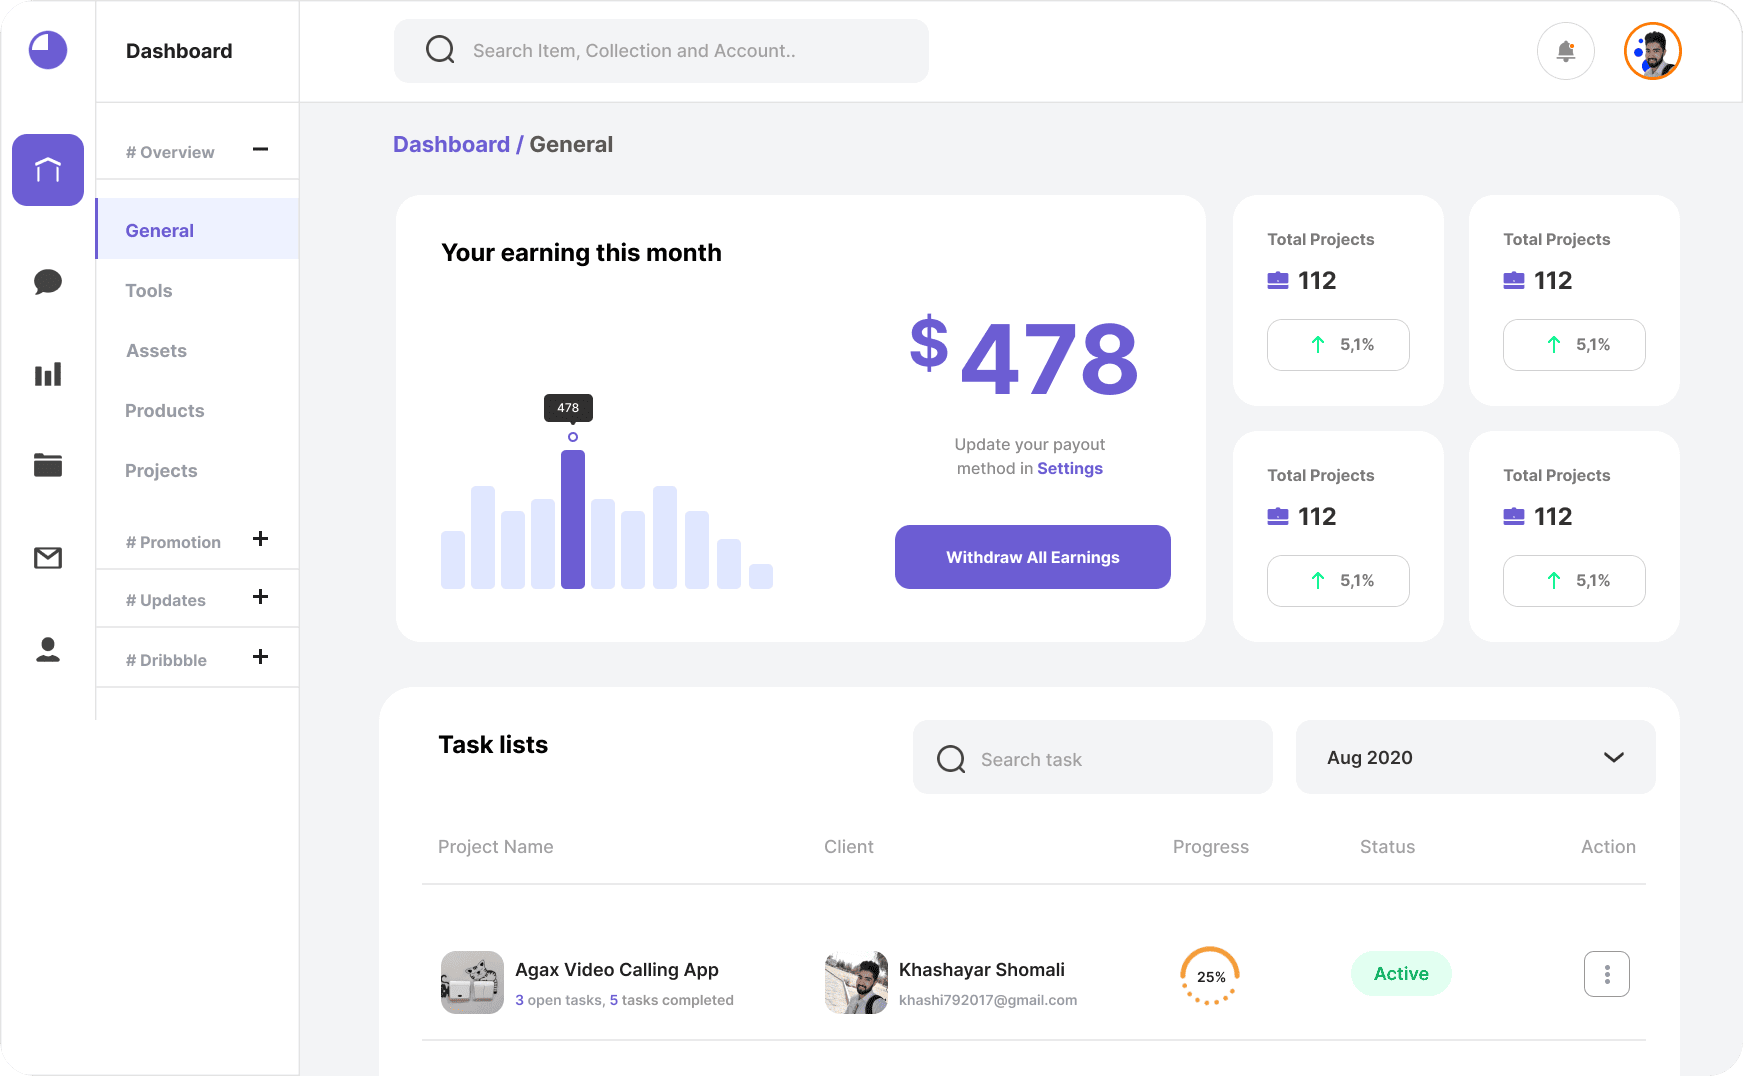 Dashboard
Search Item, Collection and Account..
# Overview
General
Tools
Assets
Products
Projects
# Promotion
# Updates
# Dribbble
Dashboard / General
Your earning this month
478
$478
Update your payout
method in Settings
Withdraw All Earnings
Total Projects
112
5,1%
Total Projects
112
5,1%
Total Projects
112
5,1%
Total Projects
112
5,1%
Task lists
Search task
Aug 2020
Project Name Client Progress Status Action
Agax Video Calling App
3 open tasks, 5 tasks completed
Khashayar Shomali
khashi792017@gmail.com
25%
Active